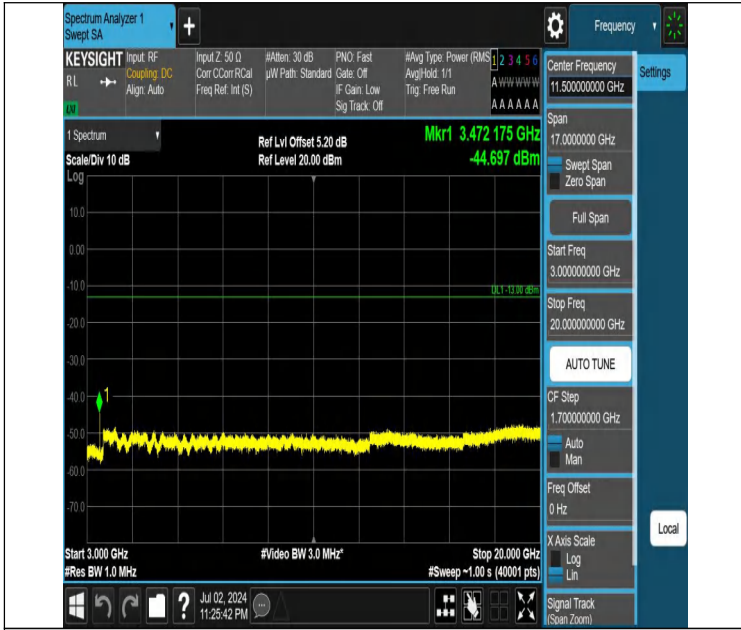 Spectrum Analyzer 1
Swept SA
+
Frequency
KEYSIGHT
RL
Input: RF
Coupling: DC
Align: Auto
Input Z: 50 Ω
Corr CCorr RCal
Freq Ref: Int (S)
#Atten: 30 dB
µW Path: Standard
PNO: Fast
Gate: Off
IF Gain: Low
Sig Track: Off
#Avg Type: Power (RMS
Avg|Hold: 1/1
Trig: Free Run
1 2 3 4 5 6
A W W W W W
A A A A A A
1 Spectrum
Scale/Div 10 dB
Ref Lvl Offset 5.20 dB
Ref Level 20.00 dBm
Mkr1 3.472 175 GHz
-44.697 dBm
Log
10.0
0.00
-10.0
DL1 -13.00 dBm
-20.0
-30.0
-40.0
1
-50.0
-60.0
-70.0
Start 3.000 GHz
#Res BW 1.0 MHz
#Video BW 3.0 MHz*
Stop 20.000 GHz
#Sweep ~1.00 s (40001 pts)
Jul 02, 2024
11:25:42 PM
?
Center Frequency
11.500000000 GHz
Settings
Span
17.0000000 GHz
Swept Span
Zero Span
Full Span
Start Freq
3.000000000 GHz
Stop Freq
20.000000000 GHz
AUTO TUNE
CF Step
1.700000000 GHz
Auto
Man
Freq Offset
0 Hz
X Axis Scale
Log
Lin
Local
Signal Track
(Span Zoom)